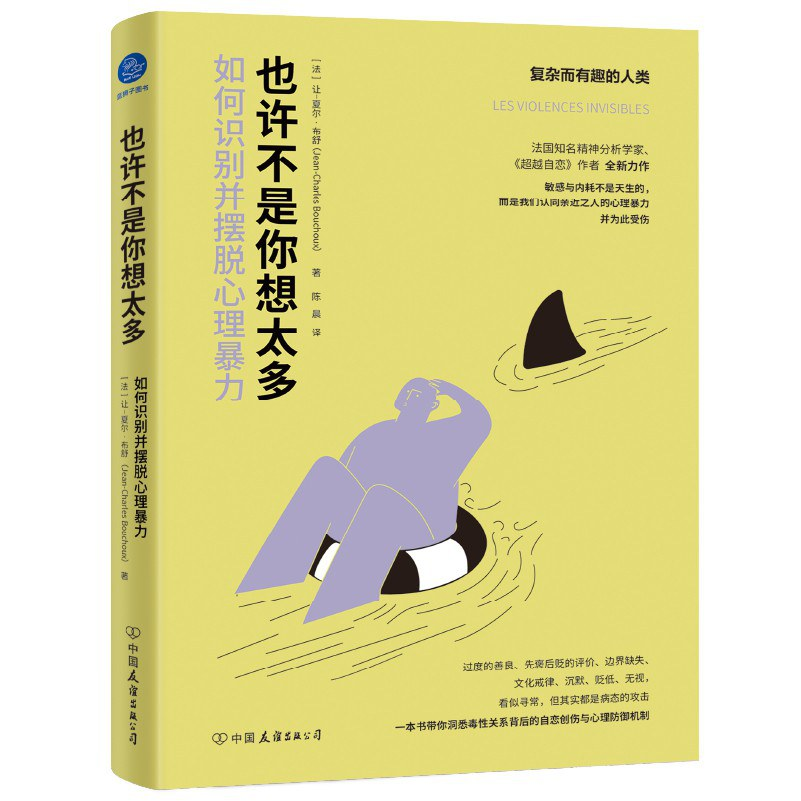 蓝狮子图书
也许不是你想太多
如何识别并摆脱心理暴力
[法] 让-夏尔·布舒 (Jean-Charles Bouchoux) 著
中国友谊出版公司
也许不是你想太多
如何识别并摆脱心理暴力
[法] 让-夏尔·布舒 (Jean-Charles Bouchoux) 著 陈晨 译
复杂而有趣的人类
LES VIOLENCES INVISIBLES
法国知名精神分析学家、
《超越自恋》作者 全新力作
敏感与内耗不是天生的，
而是我们认同亲近之人的心理暴力
并为此受伤
过度的善良、先褒后贬的评价、边界缺失、
文化戒律、沉默、贬低、无视，
看似寻常，但其实都是病态的攻击
一本书带你洞悉毒性关系背后的自恋创伤与心理防御机制
中国友谊出版公司